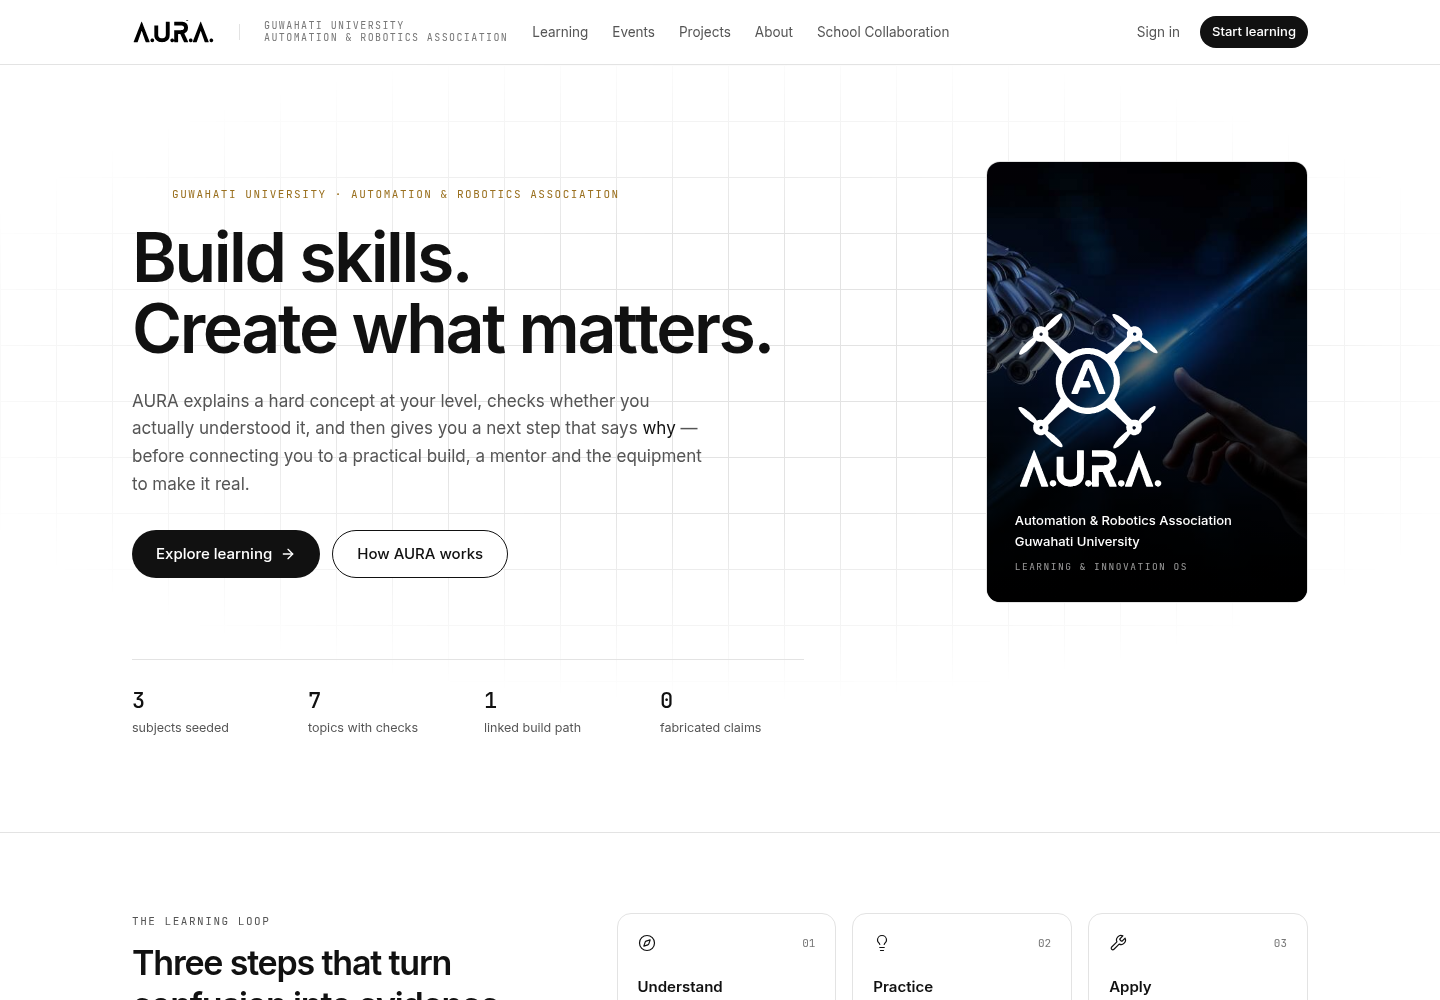 A.U.R.A.
GUWAHATI UNIVERSITY
AUTOMATION & ROBOTICS ASSOCIATION
Learning
Events
Projects
About
School Collaboration
Sign in
Start learning
GUWAHATI UNIVERSITY · AUTOMATION & ROBOTICS ASSOCIATION
Build skills.
Create what matters.
AURA explains a hard concept at your level, checks whether you
actually understood it, and then gives you a next step that says why —
before connecting you to a practical build, a mentor and the equipment
to make it real.
Explore learning →
How AURA works
A
A.U.R.A.
Automation & Robotics Association
Guwahati University
LEARNING & INNOVATION OS
3
subjects seeded
7
topics with checks
1
linked build path
0
fabricated claims
THE LEARNING LOOP
Three steps that turn
confusion into evidence
01
Understand
02
Practice
03
Apply